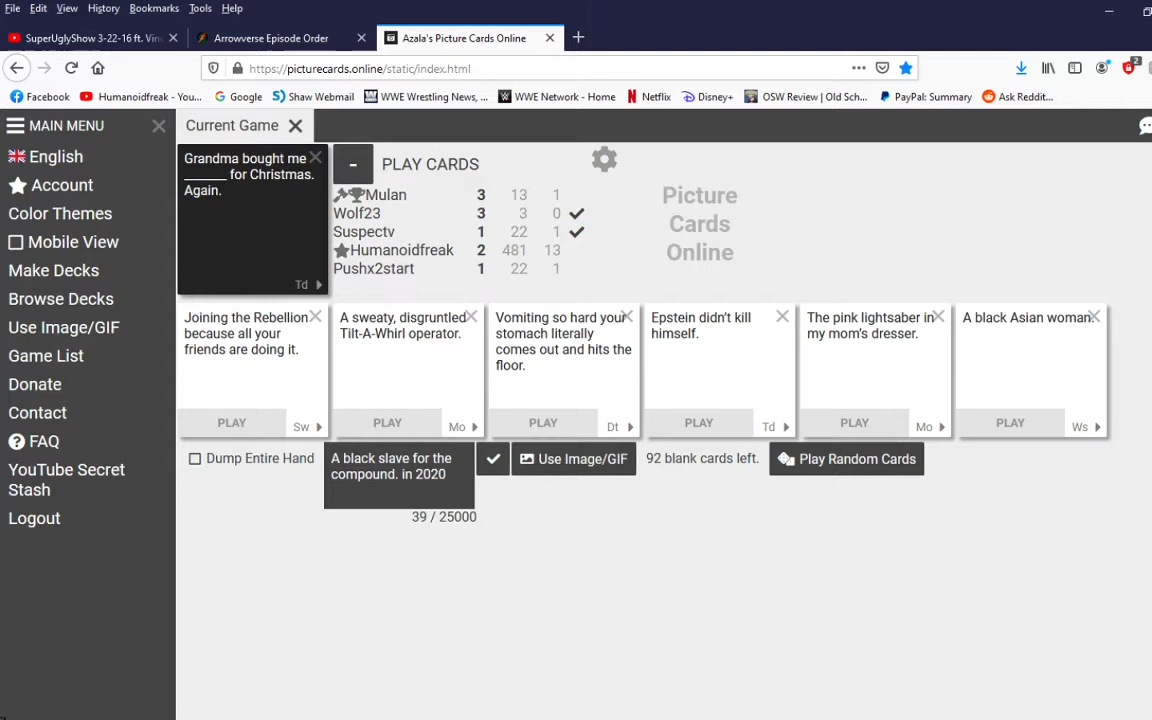 File Edit View History Bookmarks Tools Help
SuperUglyShow 3-22-16 ft. Vin
Arrowverse Episode Order
Azala's Picture Cards Online
https://picturecards.online/static/index.html
2
Facebook
Humanoidfreak - You...
Google
Shaw Webmail
WWE Wrestling News, ...
WWE Network - Home
Netflix
Disney+
OSW Review | Old Sch...
PayPal: Summary
Ask Reddit...
MAIN MENU
English
Account
Color Themes
Mobile View
Make Decks
Browse Decks
Use Image/GIF
Game List
Donate
Contact
FAQ
YouTube Secret
Stash
Logout
Current Game
Grandma bought me
______ for Christmas.
Again.
Td
- PLAY CARDS
Mulan 3 13 1
Wolf23 3 3 0
Suspectv 1 22 1
Humanoidfreak 2 481 13
Pushx2start 1 22 1
Picture
Cards
Online
Joining the Rebellion
because all your
friends are doing it.
PLAY Sw
A sweaty, disgruntled
Tilt-A-Whirl operator.
PLAY Mo
Vomiting so hard your
stomach literally
comes out and hits the
floor.
PLAY Dt
Epstein didn't kill
himself.
PLAY Td
The pink lightsaber in
my mom's dresser.
PLAY Mo
A black Asian woman.
PLAY Ws
Dump Entire Hand
A black slave for the
compound. in 2020
39 / 25000
Use Image/GIF
92 blank cards left.
Play Random Cards